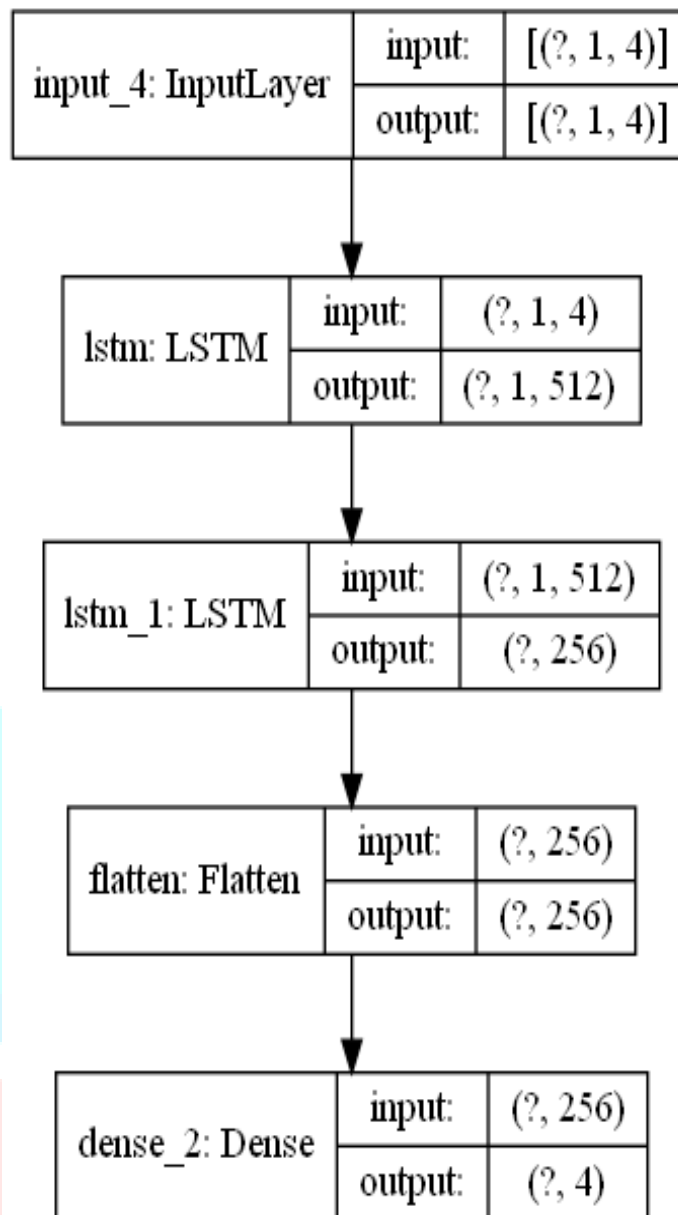 input_4: InputLayer
input: [(?, 1, 4)]
output: [(?, 1, 4)]
lstm: LSTM
input: (?, 1, 4)
output: (?, 1, 512)
lstm_1: LSTM
input: (?, 1, 512)
output: (?, 256)
flatten: Flatten
input: (?, 256)
output: (?, 256)
dense_2: Dense
input: (?, 256)
output: (?, 4)